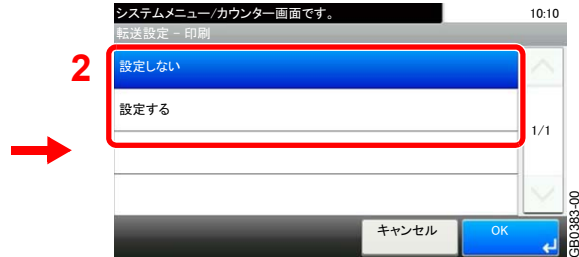 システムメニュー/カウンター画面です。
10:10
転送設定 - 印刷
2
設定しない
設定する
1/1
キャンセル
OK
GB0383-00